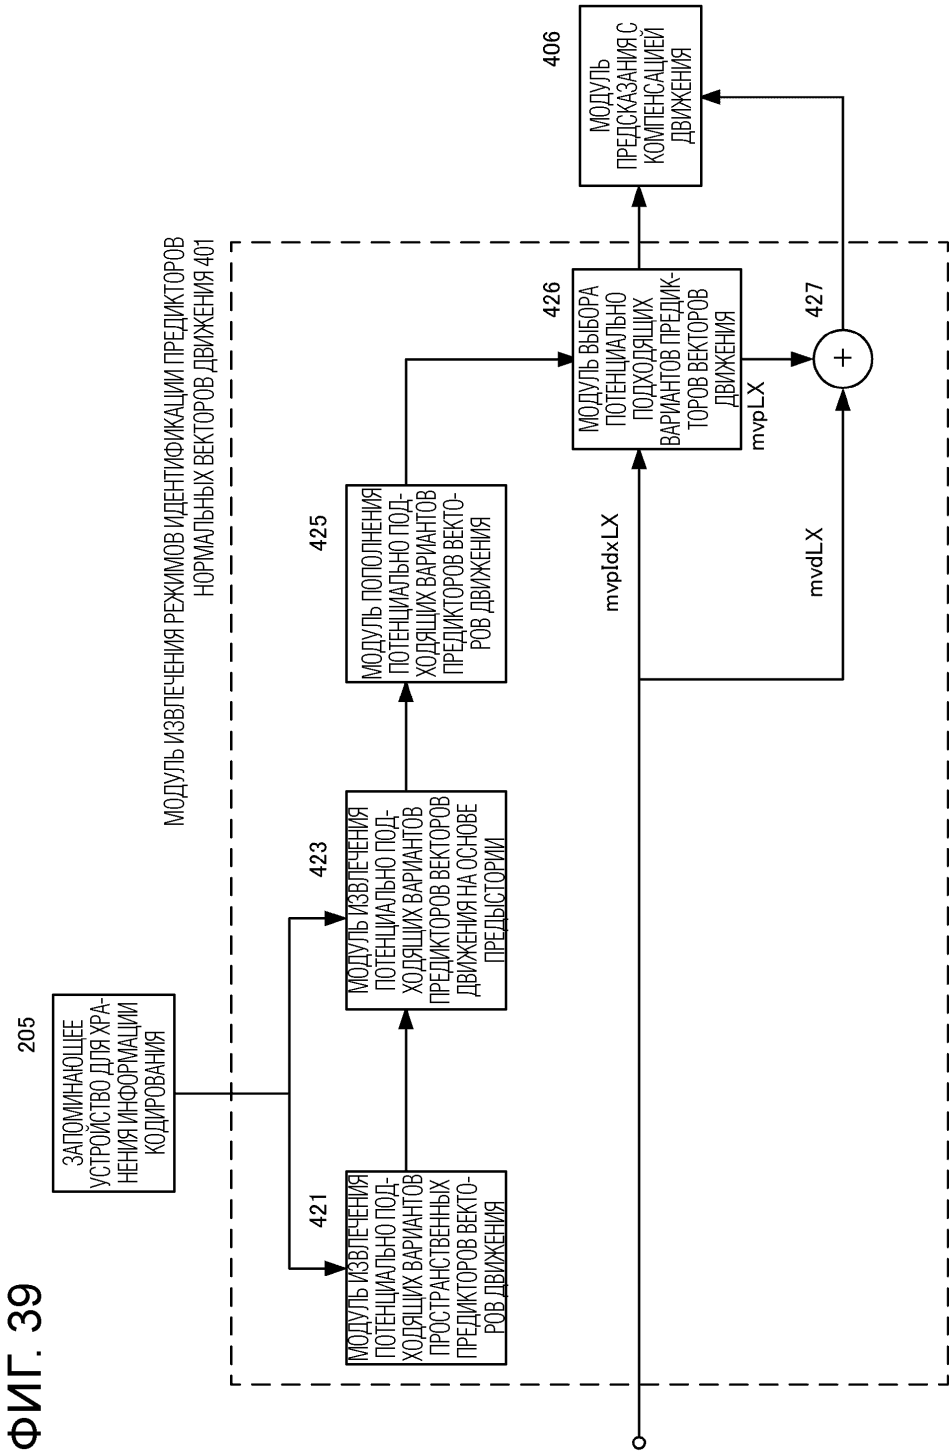 ФИГ. 39
205
ЗАПОМИНАЮЩЕЕ
УСТРОЙСТВО ДЛЯ ХРА-
НЕНИЯ ИНФОРМАЦИИ
КОДИРОВАНИЯ
МОДУЛЬ ИЗВЛЕЧЕНИЯ РЕЖИМОВ ИДЕНТИФИКАЦИИ ПРЕДИКТОРОВ
НОРМАЛЬНЫХ ВЕКТОРОВ ДВИЖЕНИЯ 401
421
МОДУЛЬ ИЗВЛЕЧЕНИЯ
ПОТЕНЦИАЛЬНО ПОД-
ХОДЯЩИХ ВАРИАНТОВ
ПРОСТРАНСТВЕННЫХ
ПРЕДИКТОРОВ ВЕКТО-
РОВ ДВИЖЕНИЯ
423
МОДУЛЬ ИЗВЛЕЧЕНИЯ
ПОТЕНЦИАЛЬНО ПОД-
ХОДЯЩИХ ВАРИАНТОВ
ПРЕДИКТОРОВ ВЕКТОРОВ
ДВИЖЕНИЯ НА ОСНОВЕ
ПРЕДЫСТОРИИ
425
МОДУЛЬ ПОПОЛНЕНИЯ
ПОТЕНЦИАЛЬНО ПОД-
ХОДЯЩИХ ВАРИАНТОВ
ПРЕДИКТОРОВ ВЕКТО-
РОВ ДВИЖЕНИЯ
426
МОДУЛЬ ВЫБОРА
ПОТЕНЦИАЛЬНО
ПОДХОДЯЩИХ
ВАРИАНТОВ ПРЕДИК-
ТОРОВ ВЕКТОРОВ
ДВИЖЕНИЯ
406
МОДУЛЬ
ПРЕДСКАЗАНИЯ С
КОМПЕНСАЦИЕЙ
ДВИЖЕНИЯ
mvpIdxLX
mvpLX
427
+
mvdLX